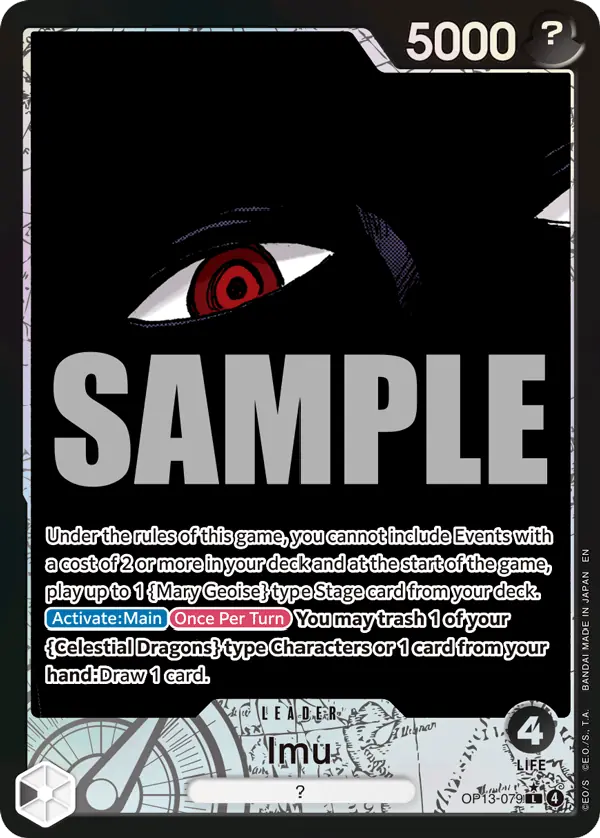 5000 ?
SAMPLE
Under the rules of this game, you cannot include Events with
a cost of 2 or more in your deck and at the start of the game,
play up to 1 {Mary Geoise} type Stage card from your deck.
Activate:Main Once Per Turn You may trash 1 of your
{Celestial Dragons} type Characters or 1 card from your
hand:Draw 1 card.
LEADER
Imu
?
4
LIFE
OP13-079 L 4
©E.O./S ©E.O./S., T.A. BANDAI MADE IN JAPAN EN